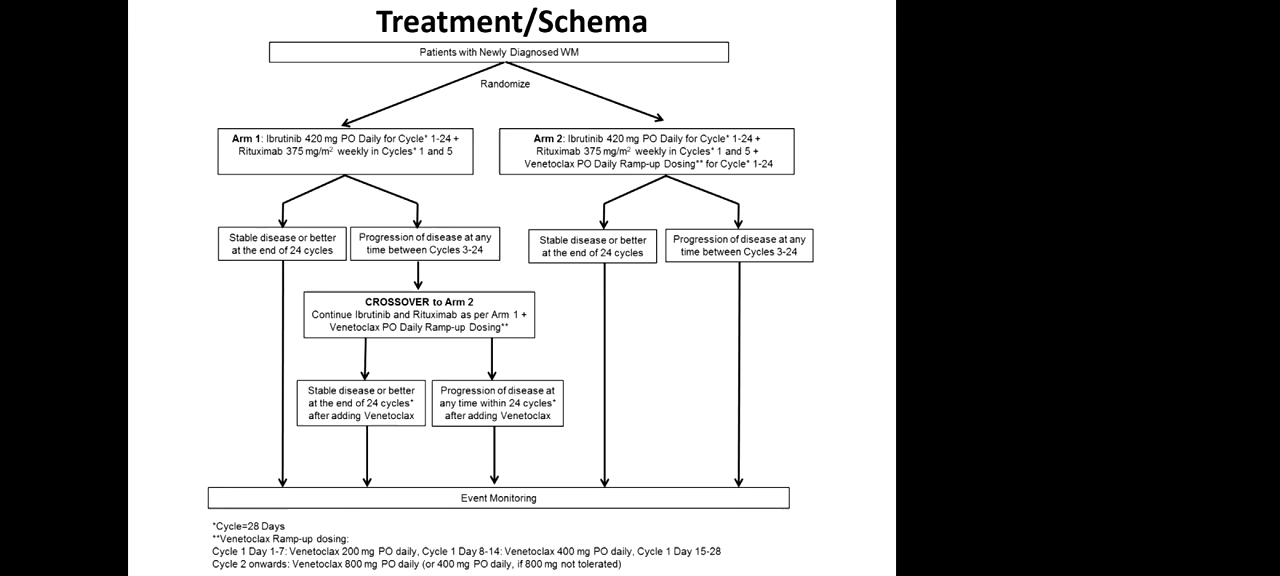 Treatment/Schema
Patients with Newly Diagnosed WM
Randomize
Arm 1: Ibrutinib 420 mg PO Daily for Cycle* 1-24 +
Rituximab 375 mg/m² weekly in Cycles* 1 and 5
Arm 2: Ibrutinib 420 mg PO Daily for Cycle* 1-24 +
Rituximab 375 mg/m² weekly in Cycles* 1 and 5 +
Venetoclax PO Daily Ramp-up Dosing** for Cycle* 1-24
Stable disease or better
at the end of 24 cycles
Progression of disease at any
time between Cycles 3-24
Stable disease or better
at the end of 24 cycles
Progression of disease at any
time between Cycles 3-24
CROSSOVER to Arm 2
Continue Ibrutinib and Rituximab as per Arm 1 +
Venetoclax PO Daily Ramp-up Dosing**
Stable disease or better
at the end of 24 cycles*
after adding Venetoclax
Progression of disease at
any time within 24 cycles*
after adding Venetoclax
Event Monitoring
*Cycle=28 Days
**Venetoclax Ramp-up dosing:
Cycle 1 Day 1-7: Venetoclax 200 mg PO daily, Cycle 1 Day 8-14: Venetoclax 400 mg PO daily, Cycle 1 Day 15-28
Cycle 2 onwards: Venetoclax 800 mg PO daily (or 400 mg PO daily, if 800 mg not tolerated)